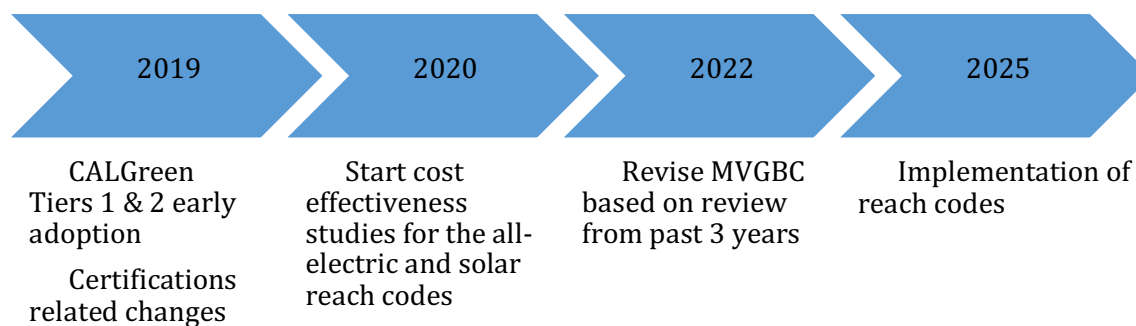 2019
2020
2022
2025
CALGreen
Tiers 1 & 2 early
adoption
Certifications
related changes
Start cost
effectiveness
studies for the all-
electric and solar
reach codes
Revise MVGBC
based on review
from past 3 years
Implementation of
reach codes